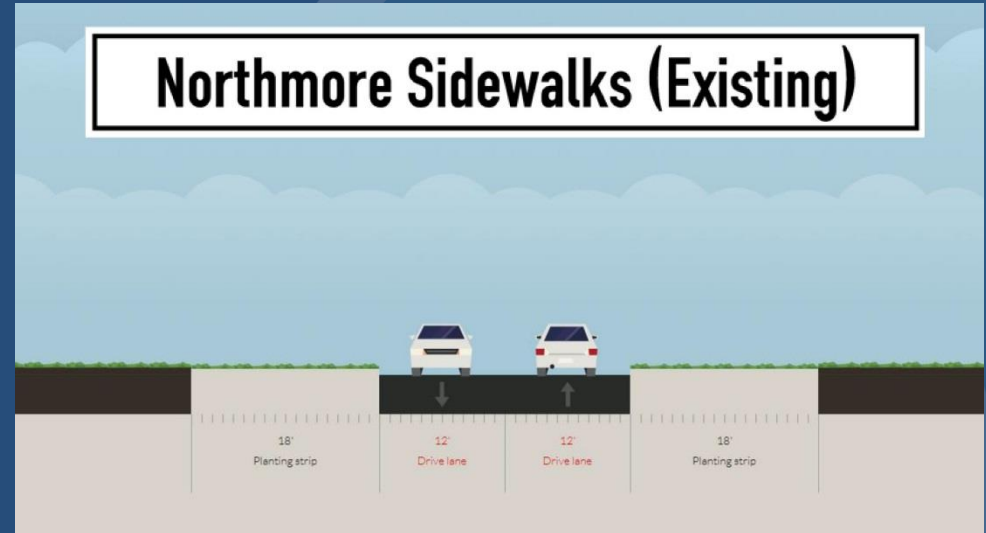 Northmore Sidewalks (Existing)
18'
Planting strip
12'
Drive lane
12'
Drive lane
18'
Planting strip